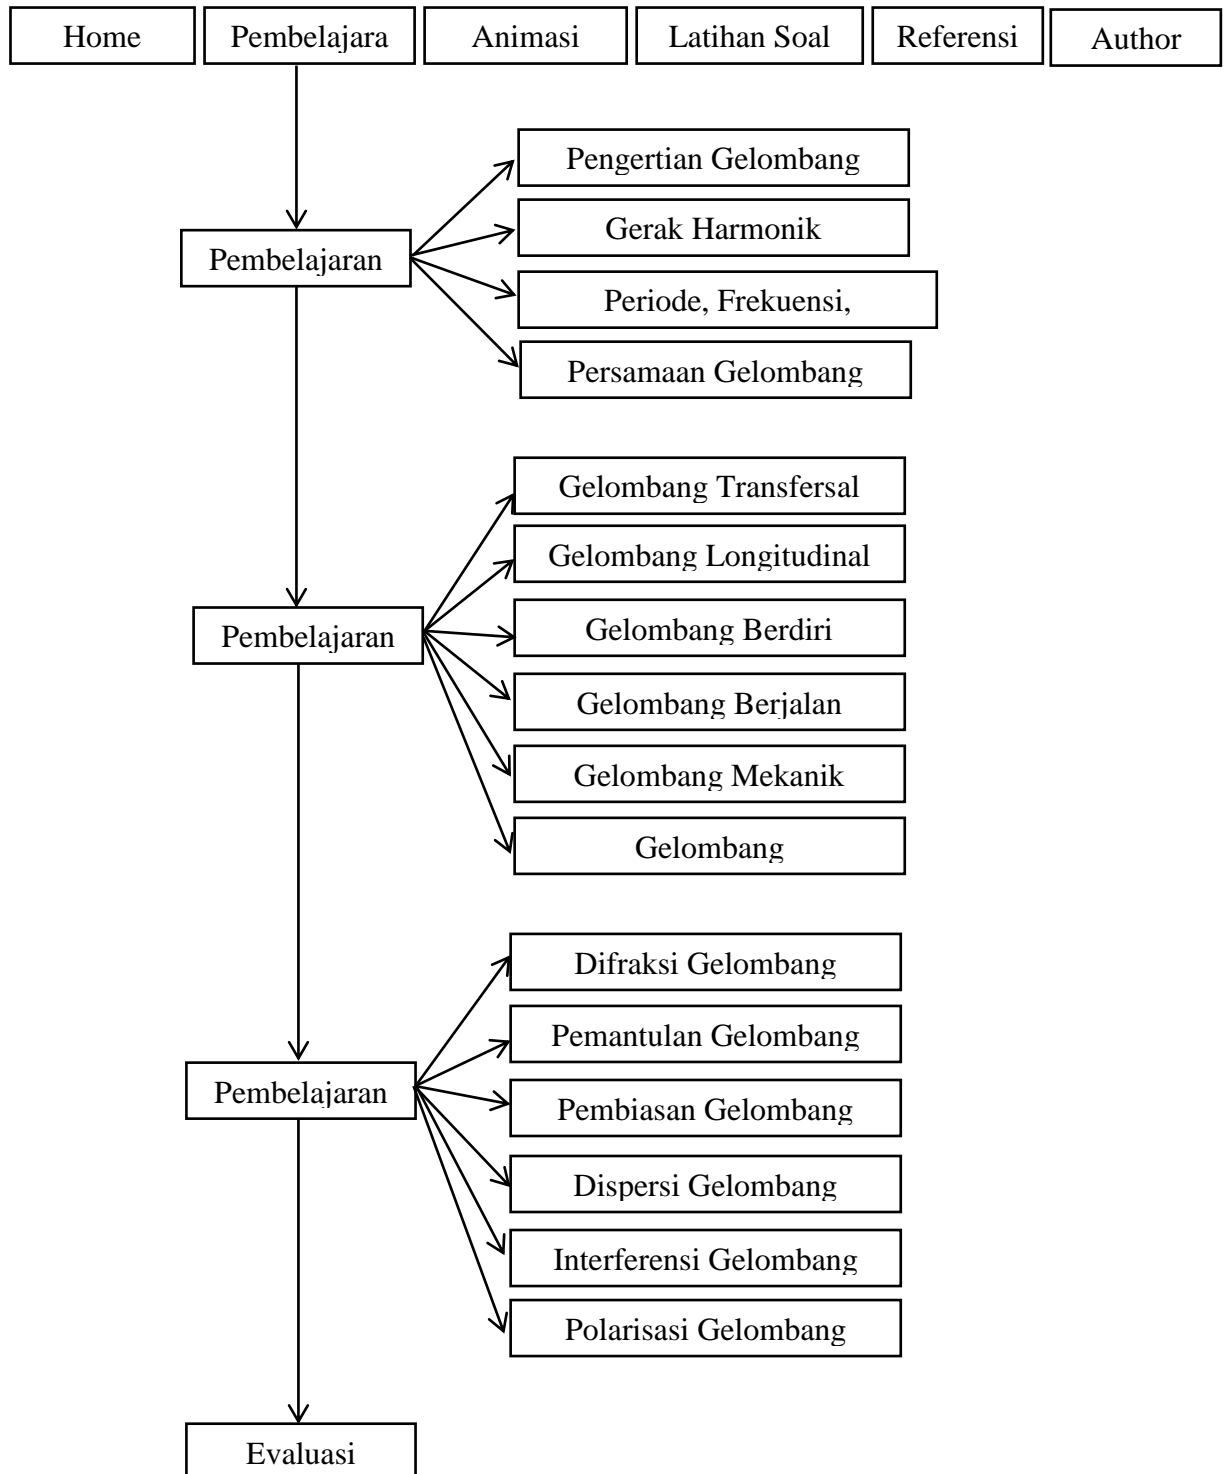 Home
Pembelajara
Animasi
Latihan Soal
Referensi
Author
Pembelajaran
Pengertian Gelombang
Gerak Harmonik
Periode, Frekuensi,
Persamaan Gelombang
Pembelajaran
Gelombang Transfersal
Gelombang Longitudinal
Gelombang Berdiri
Gelombang Berjalan
Gelombang Mekanik
Gelombang
Pembelajaran
Difraksi Gelombang
Pemantulan Gelombang
Pembiasan Gelombang
Dispersi Gelombang
Interferensi Gelombang
Polarisasi Gelombang
Evaluasi